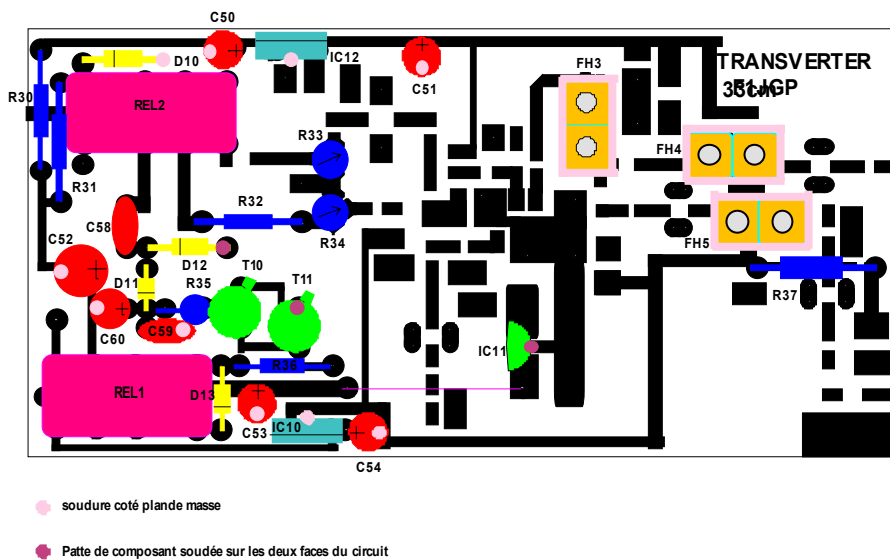 C50
D10
IC12
C51
FH3
TRANSVERTER
33cm
F1JGP
R30
REL2
R33
FH4
R31
R32
C58
R34
C52
D12
FH5
D11
R35
T10
T11
R37
C60
C59
IC11
REL1
R36
D13
C53
IC10
C54
soudure coté plande masse
Patte de composant soudée sur les deux faces du circuit